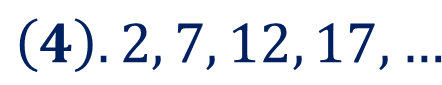 (4). 2, 7, 12, 17, ...